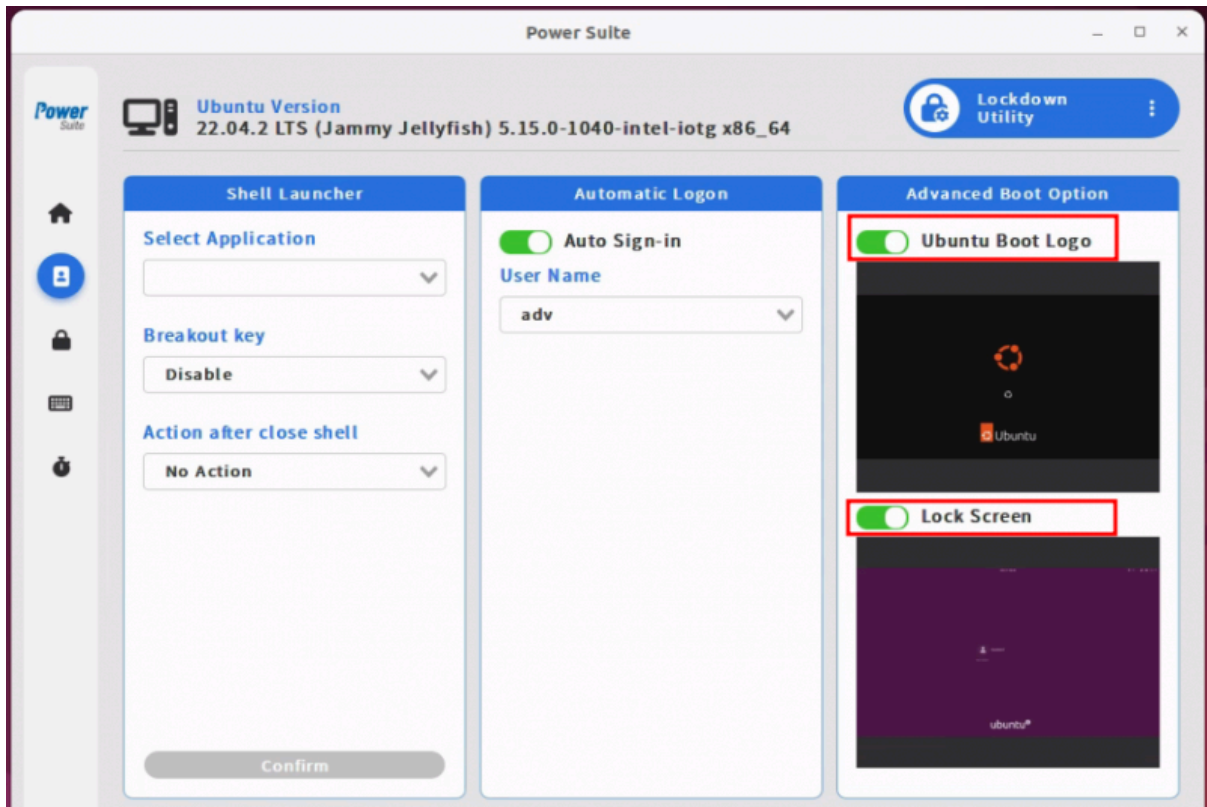 Power Suite
Power
Suite
Ubuntu Version
22.04.2 LTS (Jammy Jellyfish) 5.15.0-1040-intel-iotg x86_64
Lockdown
Utility
Shell Launcher
Select Application
Breakout key
Disable
Action after close shell
No Action
Confirm
Automatic Logon
Auto Sign-in
User Name
adv
Advanced Boot Option
Ubuntu Boot Logo
Ubuntu
Lock Screen
ubuntu®